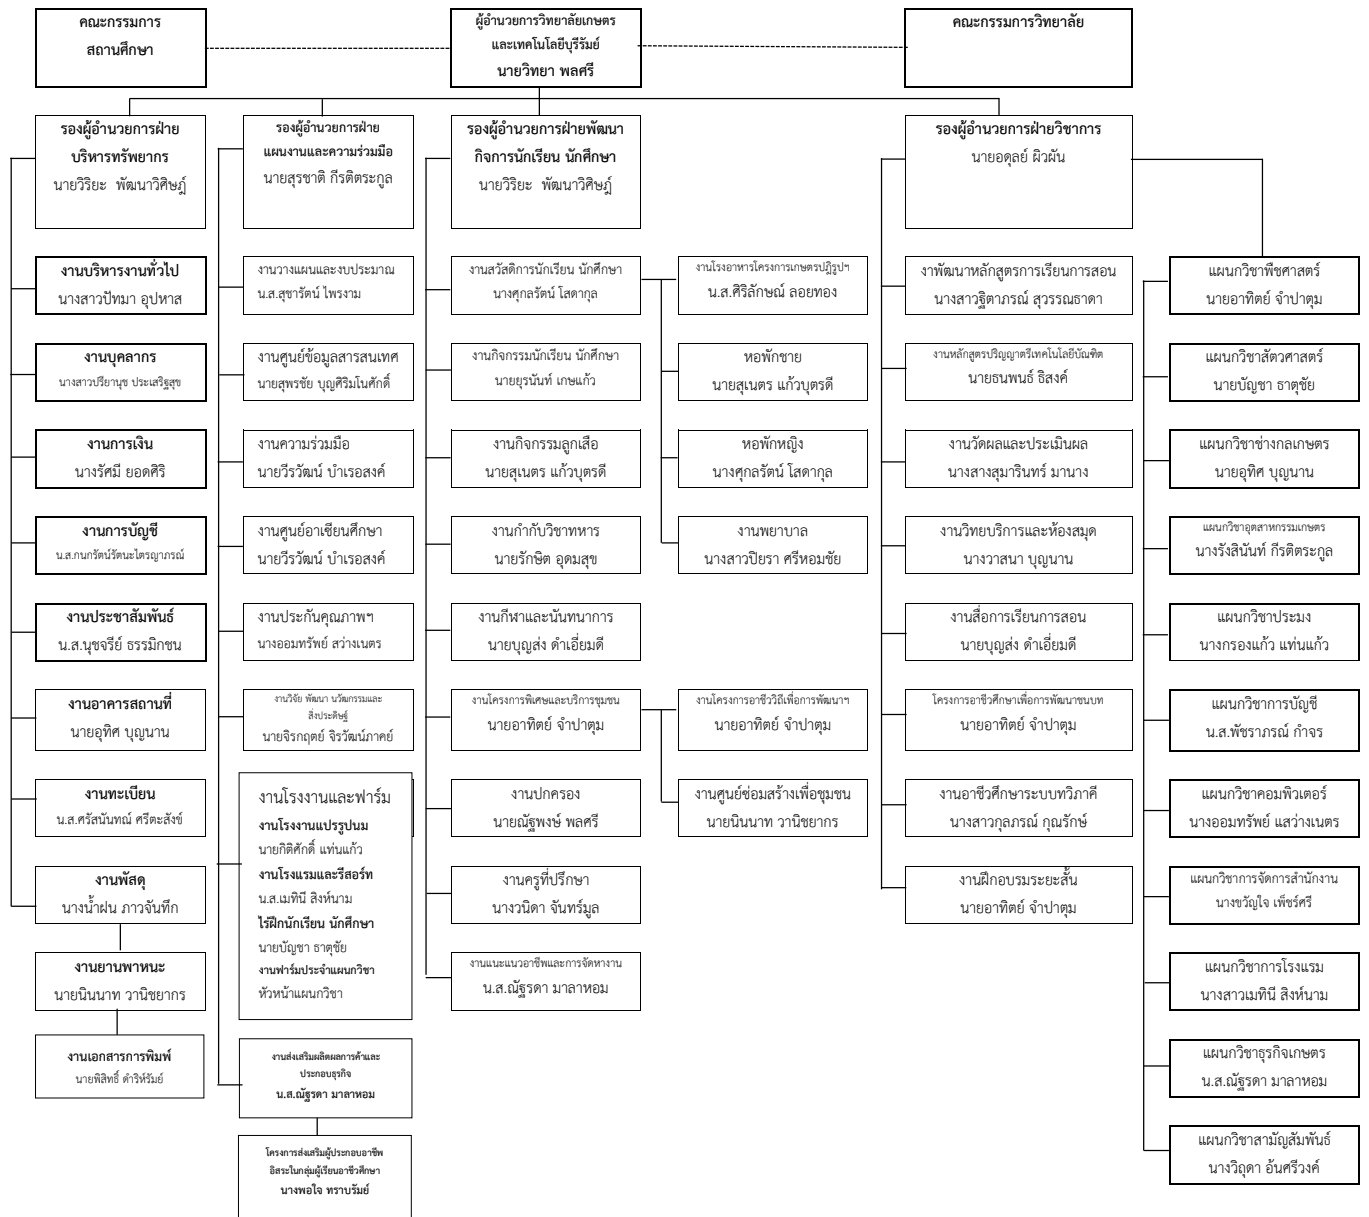 คณะกรรมการ
สถานศึกษา
ผู้อำนวยการวิทยาลัยเกษตร
และเทคโนโลยีบุรีรัมย์
นายวิทยา พลศรี
คณะกรรมการวิทยาลัย
รองผู้อำนวยการฝ่าย
บริหารทรัพยากร
นายวิริยะ พัฒนาวิศิษฎ์
งานบริหารงานทั่วไป
นางสาวปัทมา อุปหาส
งานบุคลากร
นางสาวปรียานุช ประเสริฐสุข
งานการเงิน
นางรัศมี ยอดศิริ
งานการบัญชี
น.ส.กนกรัตน์รัตนะไตรญาภรณ์
งานประชาสัมพันธ์
น.ส.นุชจรีย์ ธรรมิกชน
งานอาคารสถานที่
นายอุทิศ บุญนาน
งานทะเบียน
น.ส.ศรัสนันทณ์ ศรีตะสังข์
งานพัสดุ
นางน้ำฝน ภาวจันทึก
งานยานพาหนะ
นายนินนาท วานิชยากร
งานเอกสารการพิมพ์
นายพิสิทธิ์ ดำริห์รัมย์
รองผู้อำนวยการฝ่าย
แผนงานและความร่วมมือ
นายสุรชาติ กีรติตระกูล
งานวางแผนและงบประมาณ
น.ส.สุชารัตน์ ไพรงาม
งานศูนย์ข้อมูลสารสนเทศ
นายสุพรชัย บุญศิริมโนศักดิ์
งานความร่วมมือ
นายวีรวัฒน์ บำเรอสงค์
งานศูนย์อาเซียนศึกษา
นายวีรวัฒน์ บำเรอสงค์
งานประกันคุณภาพฯ
นางออมทรัพย์ สว่างเนตร
งานวิจัย พัฒนา นวัฒกรรมและ
สิ่งประดิษฐ์
นายจิรกฤตย์ จิรวัฒน์ภาคย์
งานโรงงานและฟาร์ม
งานโรงงานแปรรูปนม
นายกิติศักดิ์ แท่นแก้ว
งานโรงแรมและรีสอร์ท
น.ส.เมทินี สิงห์นาม
ไร่ฝึกนักเรียน นักศึกษา
นายบัญชา ธาตุชัย
งานฟาร์มประจำแผนกวิชา
หัวหน้าแผนกวิชา
งานส่งเสริมผลิตผลการค้าและ
ประกอบธุรกิจ
น.ส.ณัฐรดา มาลาหอม
โครงการส่งเสริมผู้ประกอบอาชีพ
อิสระในกลุ่มผู้เรียนอาชีวศึกษา
นางพอใจ ทราบรัมย์
รองผู้อำนวยการฝ่ายพัฒนา
กิจการนักเรียน นักศึกษา
นายวิริยะ พัฒนาวิศิษฎ์
งานสวัสดิการนักเรียน นักศึกษา
นางศุกลรัตน์ โสดากุล
งานกิจกรรมนักเรียน นักศึกษา
นายยุรนันท์ เกษแก้ว
งานกิจกรรมลูกเสือ
นายสุเนตร แก้วบุตรดี
งานกำกับวิชาทหาร
นายรักษิต อุดมสุข
งานกีฬาและนันทนาการ
นายบุญส่ง ดำเอี่ยมดี
งานโครงการพิเศษและบริการชุมชน
นายอาทิตย์ จำปาตุม
งานปกครอง
นายณัฐพงษ์ พลศรี
งานครูที่ปรึกษา
นางวนิดา จันทร์มูล
งานแนะแนวอาชีพและการจัดหางาน
น.ส.ณัฐรดา มาลาหอม
งานโรงอาหารโครงการเกษตรปฏิรูปฯ
น.ส.ศิริลักษณ์ ลอยทอง
หอพักชาย
นายสุเนตร แก้วบุตรดี
หอพักหญิง
นางศุกลรัตน์ โสดากุล
งานพยาบาล
นางสาวปิยรา ศรีหอมชัย
งานโครงการอาชีววิถีเพื่อการพัฒนาฯ
นายอาทิตย์ จำปาตุม
งานศูนย์ซ่อมสร้างเพื่อชุมชน
นายนินนาท วานิชยากร
รองผู้อำนวยการฝ่ายวิชาการ
นายอดุลย์ ผิวผัน
งาพัฒนาหลักสูตรการเรียนการสอน
นางสาวฐิตาภรณ์ สุวรรณธาดา
งานหลักสูตรปริญญาตรีเทคโนโลยีบัณฑิต
นายธนพนธ์ ธิสงค์
งานวัดผลและประเมินผล
นางสางสุมารินทร์ มานาง
งานวิทยบริการและห้องสมุด
นางวาสนา บุญนาน
งานสื่อการเรียนการสอน
นายบุญส่ง ดำเอี่ยมดี
โครงการอาชีวศึกษาเพื่อการพัฒนาชนบท
นายอาทิตย์ จำปาตุม
งานอาชีวศึกษาระบบทวิภาคี
นางสาวกุลภรณ์ กุณรักษ์
งานฝึกอบรมระยะสั้น
นายอาทิตย์ จำปาตุม
แผนกวิชาพืชศาสตร์
นายอาทิตย์ จำปาตุม
แผนกวิชาสัตวศาสตร์
นายบัญชา ธาตุชัย
แผนกวิชาช่างกลเกษตร
นายอุทิศ บุญนาน
แผนกวิชาอุตสาหกรรมเกษตร
นางรังสินันท์ กีรติตระกูล
แผนกวิชาประมง
นางกรองแก้ว แท่นแก้ว
แผนกวิชาการบัญชี
น.ส.พัชราภรณ์ กำจร
แผนกวิชาคอมพิวเตอร์
นางออมทรัพย์ แสว่างเนตร
แผนกวิชาการจัดการสำนักงาน
นางขวัญใจ เพ็ชร์ศรี
แผนกวิชาการโรงแรม
นางสาวเมทินี สิงห์นาม
แผนกวิชาธุรกิจเกษตร
น.ส.ณัฐรดา มาลาหอม
แผนกวิชาสามัญสัมพันธ์
นางวิฤดา อ้นศรีวงค์